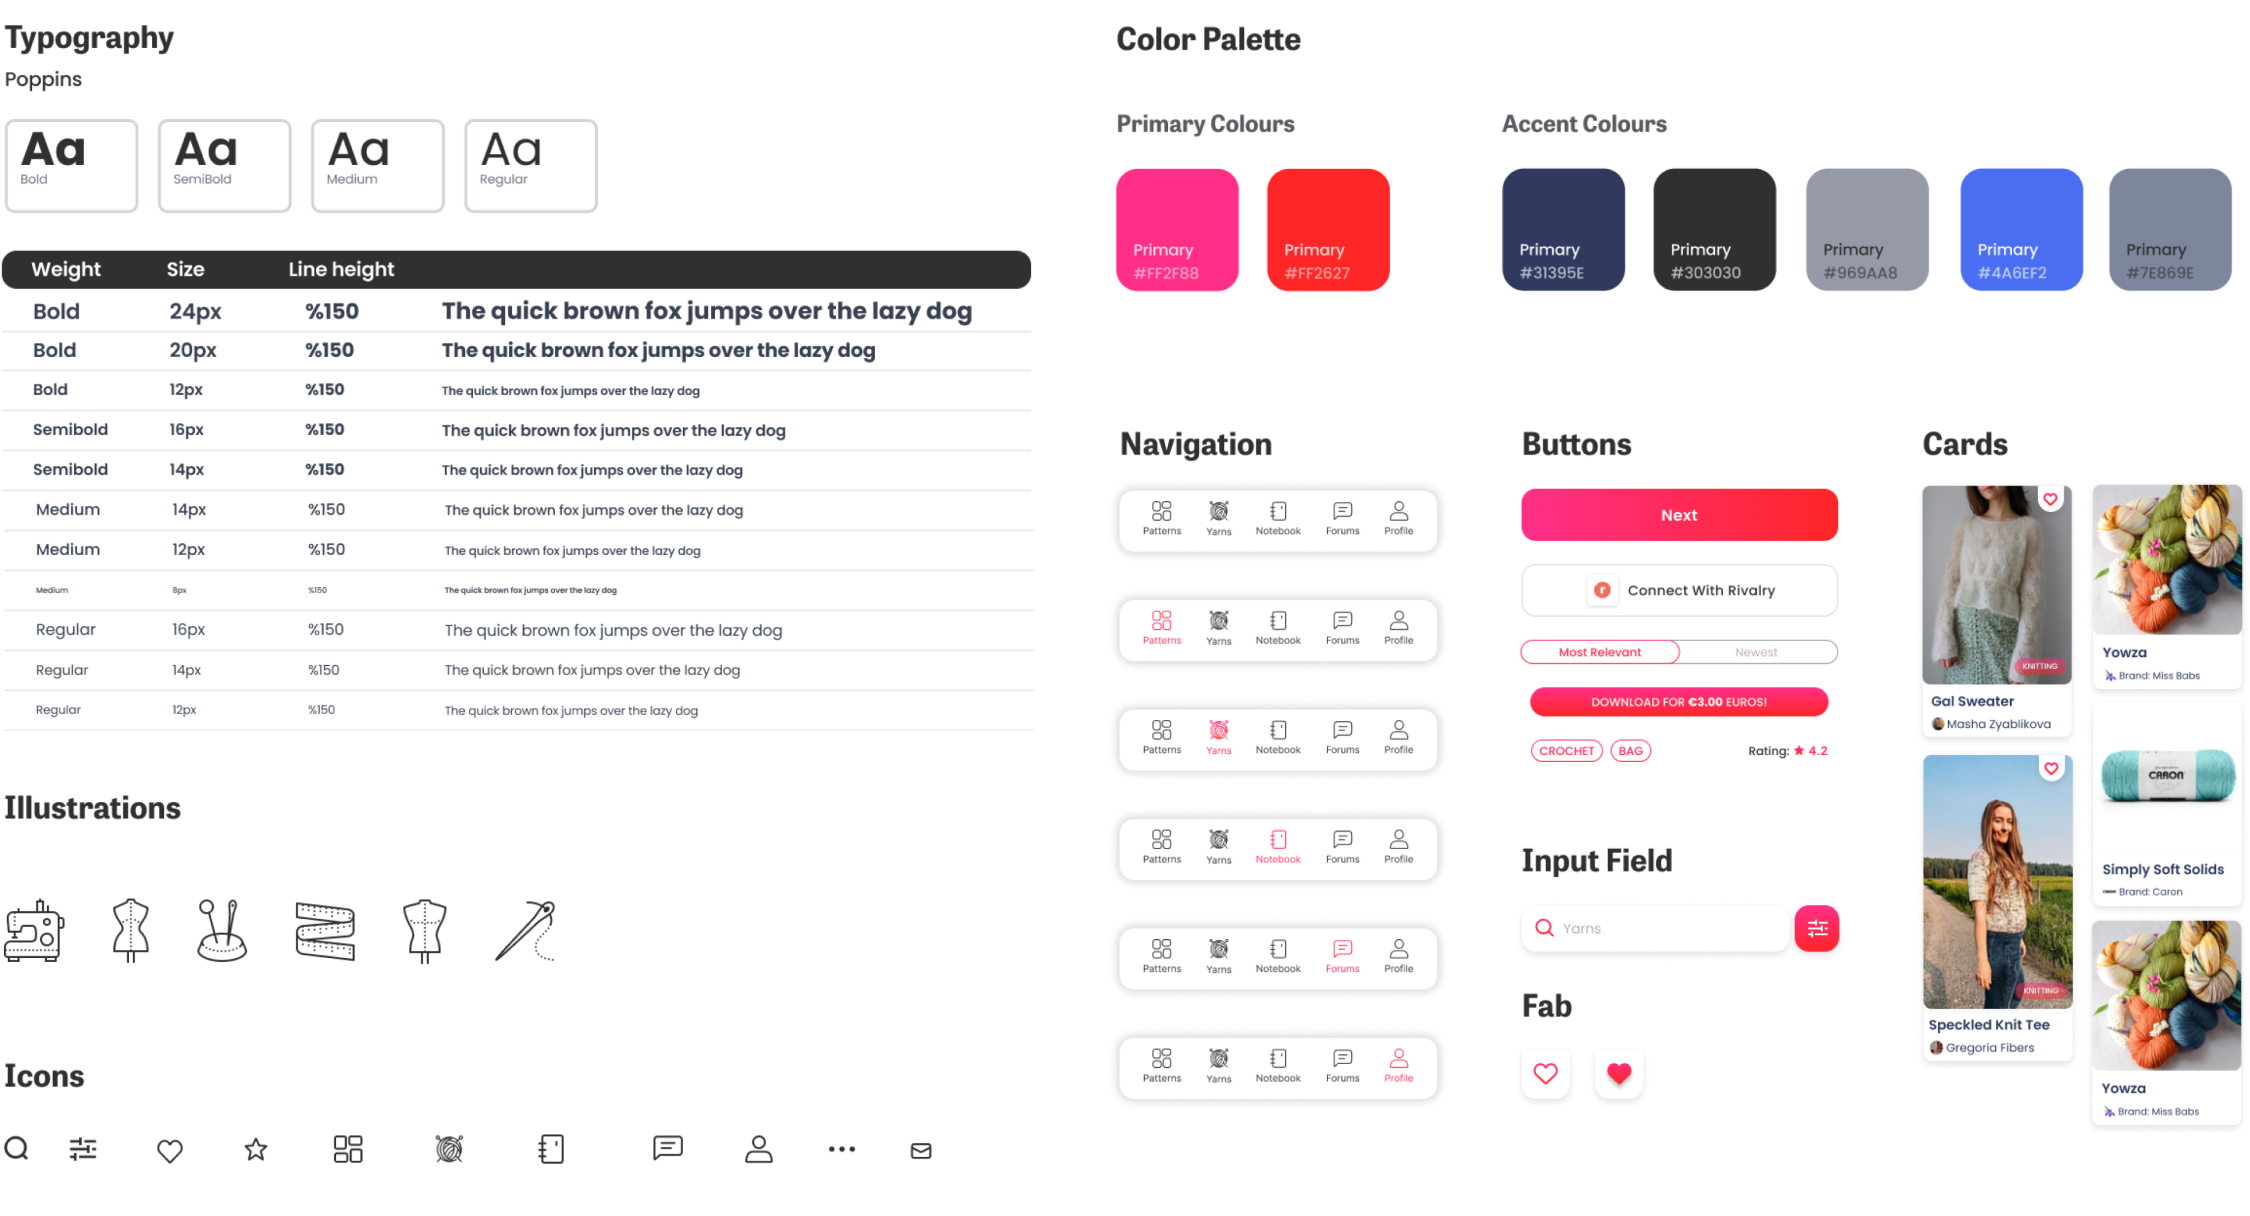 Typography
Poppins
Aa
Bold
Aa
SemiBold
Aa
Medium
Aa
Regular
Weight Size Line height
Bold 24px %150 The quick brown fox jumps over the lazy dog
Bold 20px %150 The quick brown fox jumps over the lazy dog
Bold 12px %150 The quick brown fox jumps over the lazy dog
Semibold 16px %150 The quick brown fox jumps over the lazy dog
Semibold 14px %150 The quick brown fox jumps over the lazy dog
Medium 14px %150 The quick brown fox jumps over the lazy dog
Medium 12px %150 The quick brown fox jumps over the lazy dog
Medium 8px %150 The quick brown fox jumps over the lazy dog
Regular 16px %150 The quick brown fox jumps over the lazy dog
Regular 14px %150 The quick brown fox jumps over the lazy dog
Regular 12px %150 The quick brown fox jumps over the lazy dog
Illustrations
Icons
Color Palette
Primary Colours
Primary
#FF2F88
Primary
#FF2627
Accent Colours
Primary
#31395E
Primary
#303030
Primary
#969AA8
Primary
#4A6EF2
Primary
#7E869E
Navigation
Patterns Yarns Notebook Forums Profile
Patterns Yarns Notebook Forums Profile
Patterns Yarns Notebook Forums Profile
Patterns Yarns Notebook Forums Profile
Patterns Yarns Notebook Forums Profile
Patterns Yarns Notebook Forums Profile
Buttons
Next
r Connect With Rivalry
Most Relevant Newest
DOWNLOAD FOR €3.00 EUROS!
CROCHET BAG Rating: ★ 4.2
Input Field
Yarns
Fab
Cards
KNITTING
Gal Sweater
Masha Zyablikova
KNITTING
Speckled Knit Tee
Gregoria Fibers
Yowza
Brand: Miss Babs
CARON
Simply Soft Solids
Brand: Caron
Yowza
Brand: Miss Babs